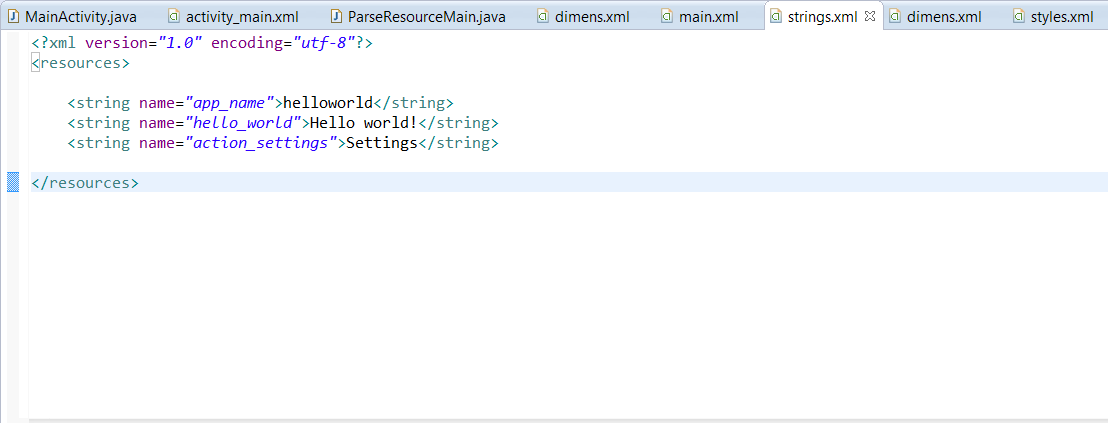 MainActivity.java activity_main.xml ParseResourceMain.java dimens.xml main.xml strings.xml dimens.xml styles.xml
<?xml version="1.0" encoding="utf-8"?>
<resources>
<string name="app_name">helloworld</string>
<string name="hello_world">Hello world!</string>
<string name="action_settings">Settings</string>
</resources>